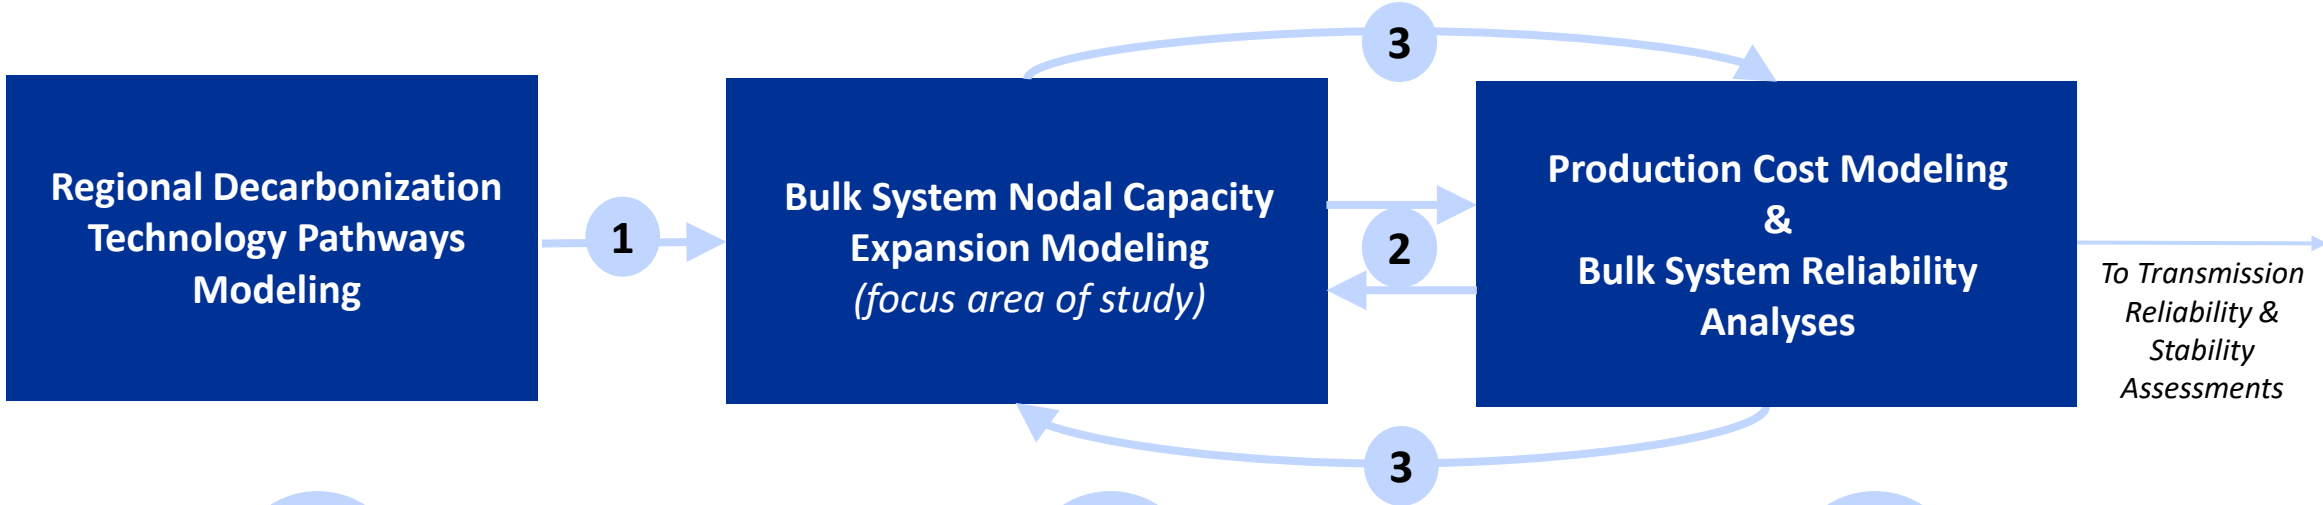 3
Regional Decarbonization
Technology Pathways
Modeling
1
Bulk System Nodal Capacity
Expansion Modeling
(focus area of study)
2
Production Cost Modeling
&
Bulk System Reliability
Analyses
To Transmission
Reliability &
Stability
Assessments
3